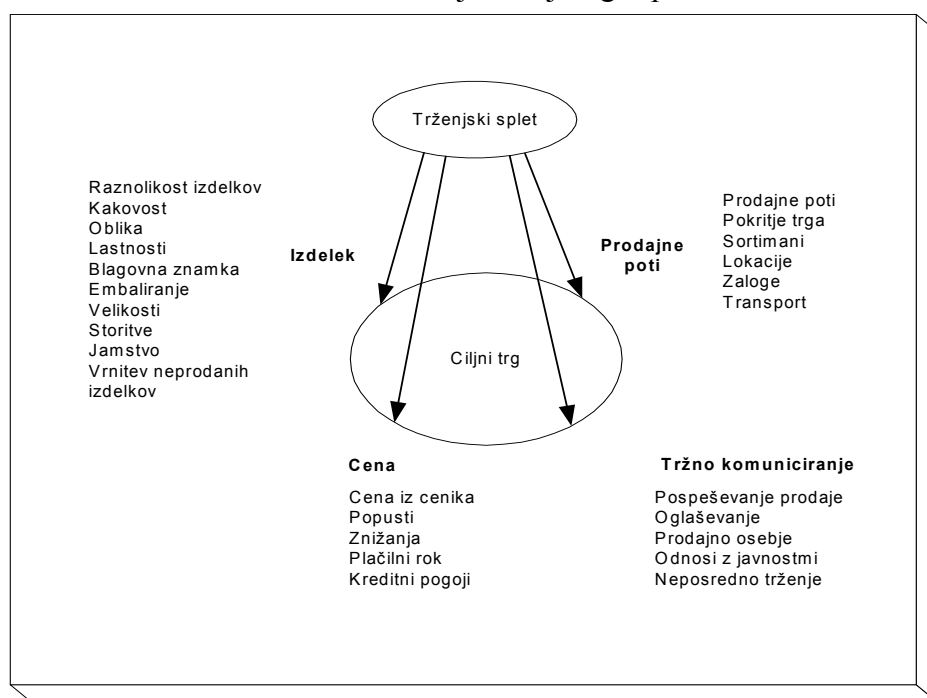 Trženjski splet
Raznolikost izdelkov
Kakovost
Oblika
Lastnosti
Blagovna znamka
Embaliranje
Velikosti
Storitve
Jamstvo
Vrnitev neprodanih
izdelkov
Izdelek
Prodajne
poti
Prodajne poti
Pokritje trga
Sortimani
Lokacije
Zaloge
Transport
Ciljni trg
Cena
Cena iz cenika
Popusti
Znižanja
Plačilni rok
Kreditni pogoji
Tržno komuniciranje
Pospeševanje prodaje
Oglaševanje
Prodajno osebje
Odnosi z javnostmi
Neposredno trženje